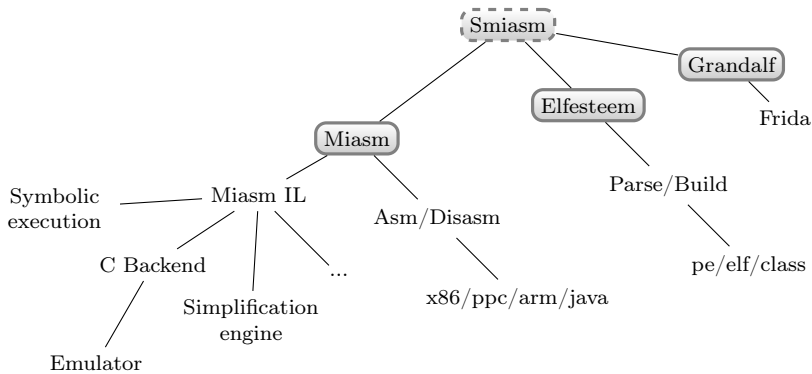 Smiasm
Grandalf
Elfesteem
Frida
Miasm
Parse/Build
Symbolic
execution
Miasm IL
Asm/Disasm
C Backend
...
pe/elf/class
Simplification
engine
x86/ppc/arm/java
Emulator